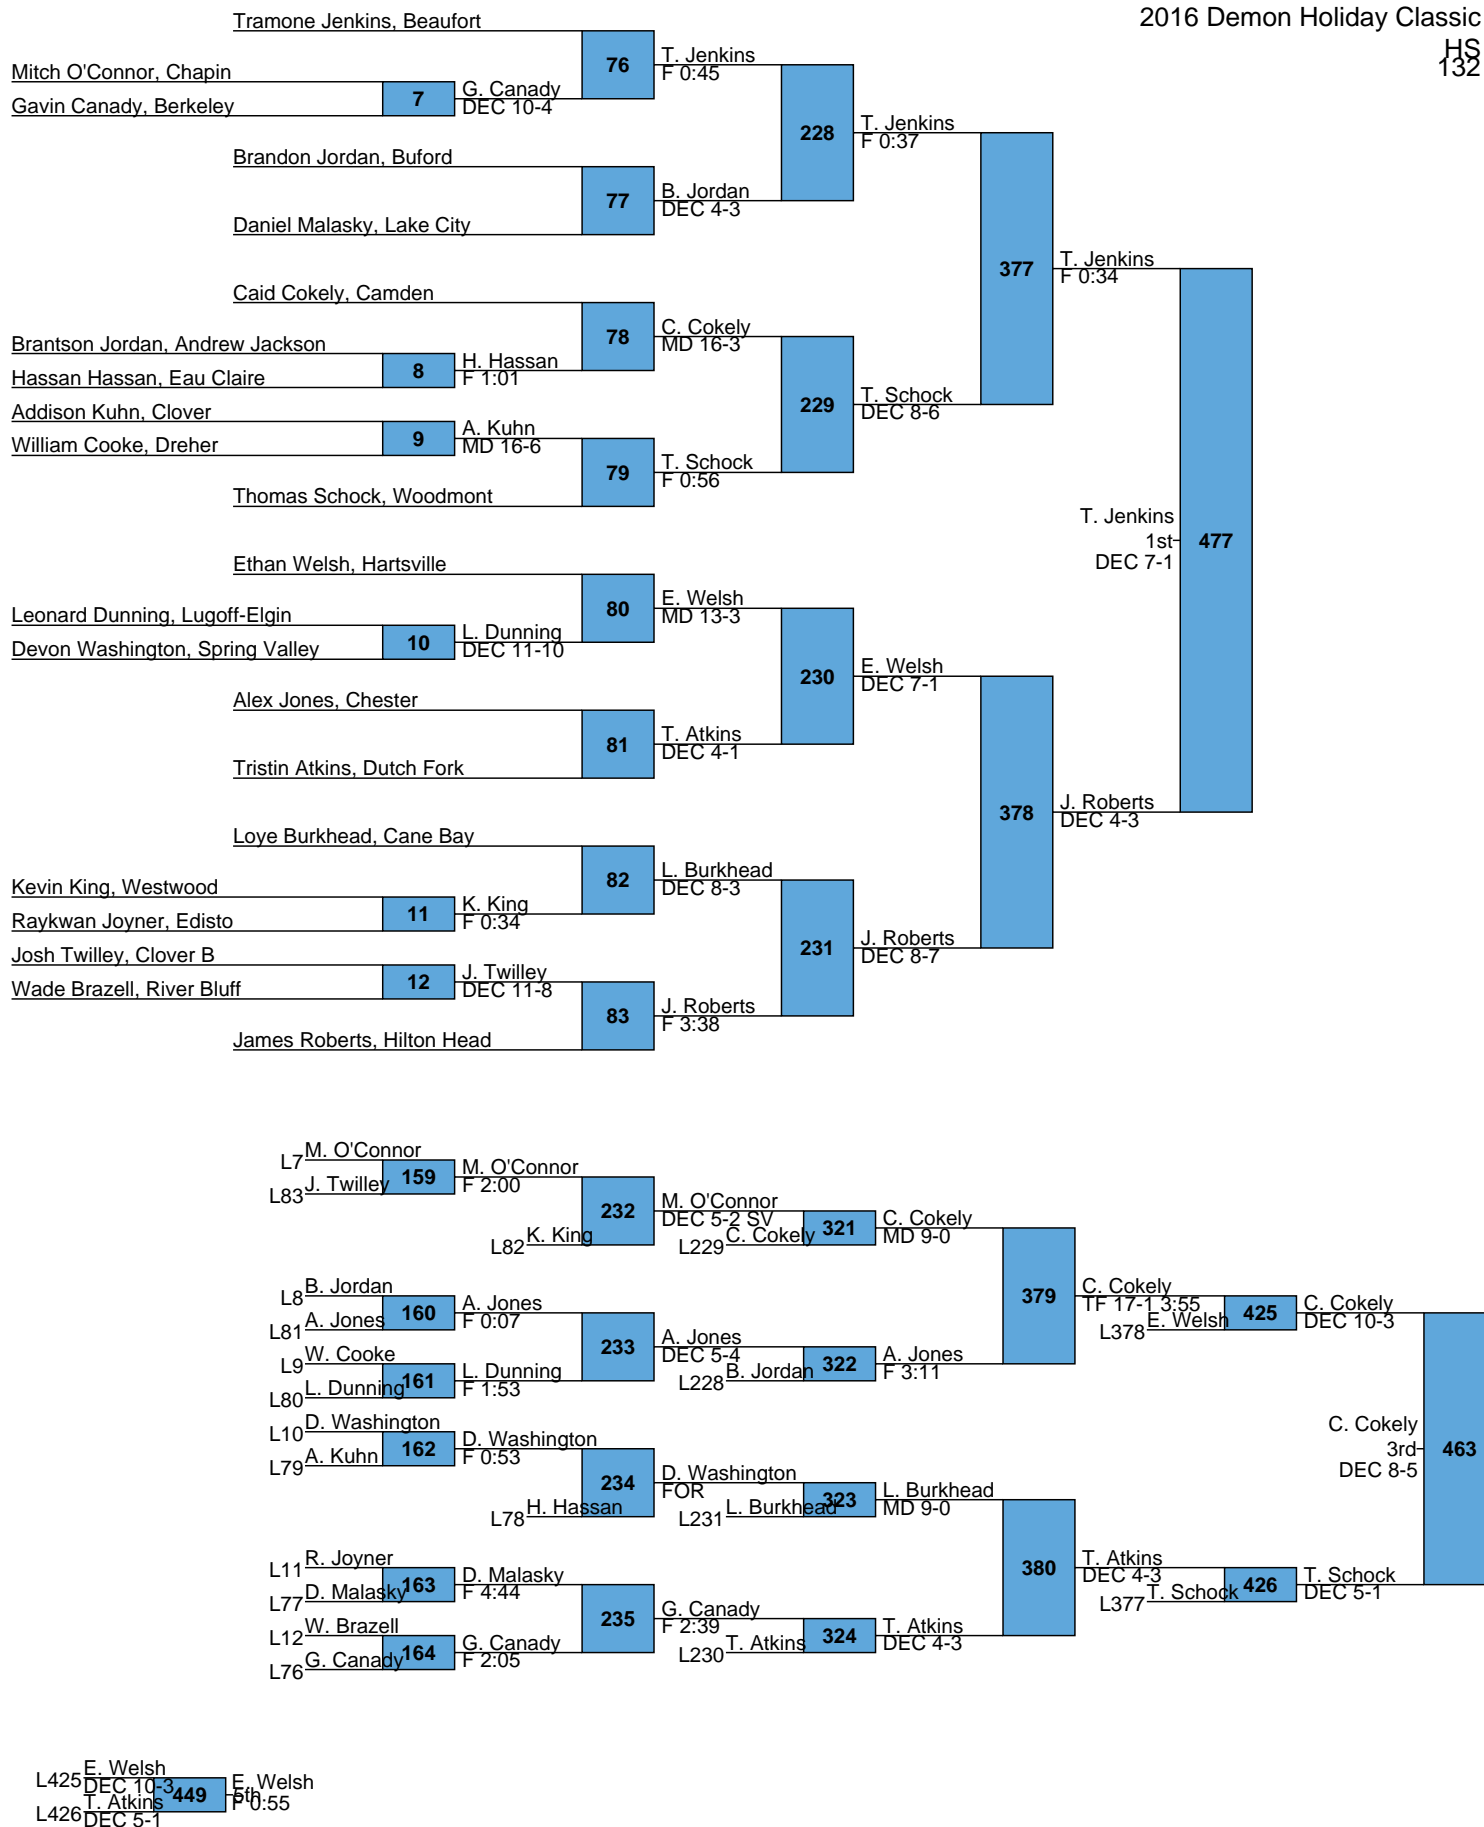 2016 Demon Holiday Classic
HS
132
Tramone Jenkins, Beaufort
76
T. Jenkins
F 0:45
Mitch O'Connor, Chapin
7
G. Canady
DEC 10-4
Gavin Canady, Berkeley
228
T. Jenkins
F 0:37
Brandon Jordan, Buford
77
B. Jordan
DEC 4-3
Daniel Malasky, Lake City
377
T. Jenkins
F 0:34
Caid Cokely, Camden
78
C. Cokely
MD 16-3
Brantson Jordan, Andrew Jackson
8
H. Hassan
F 1:01
Hassan Hassan, Eau Claire
229
T. Schock
DEC 8-6
Addison Kuhn, Clover
9
A. Kuhn
MD 16-6
William Cooke, Dreher
79
T. Schock
F 0:56
Thomas Schock, Woodmont
T. Jenkins
1st
DEC 7-1
477
Ethan Welsh, Hartsville
80
E. Welsh
MD 13-3
Leonard Dunning, Lugoff-Elgin
10
L. Dunning
DEC 11-10
Devon Washington, Spring Valley
230
E. Welsh
DEC 7-1
Alex Jones, Chester
81
T. Atkins
DEC 4-1
Tristin Atkins, Dutch Fork
378
J. Roberts
DEC 4-3
Loye Burkhead, Cane Bay
82
L. Burkhead
DEC 8-3
Kevin King, Westwood
11
K. King
F 0:34
Raykwan Joyner, Edisto
231
J. Roberts
DEC 8-7
Josh Twilley, Clover B
12
J. Twilley
DEC 11-8
Wade Brazell, River Bluff
83
J. Roberts
F 3:38
James Roberts, Hilton Head
L7
M. O'Connor
159
M. O'Connor
F 2:00
L83
J. Twilley
232
M. O'Connor
DEC 5-2 SV
L82
K. King
321
C. Cokely
MD 9-0
L229
C. Cokely
L8
B. Jordan
160
A. Jones
F 0:07
L81
A. Jones
379
C. Cokely
TF 17-1 3:55
425
C. Cokely
DEC 10-3
L378
E. Welsh
233
A. Jones
DEC 5-4
L9
W. Cooke
161
L. Dunning
F 1:53
L80
L. Dunning
322
A. Jones
F 3:11
L228
B. Jordan
L10
D. Washington
162
D. Washington
F 0:53
L79
A. Kuhn
C. Cokely
3rd
DEC 8-5
463
234
D. Washington
FOR
L78
H. Hassan
323
L. Burkhead
MD 9-0
L231
L. Burkhead
L11
R. Joyner
163
D. Malasky
F 4:44
L77
D. Malasky
380
T. Atkins
DEC 4-3
426
T. Schock
DEC 5-1
L377
T. Schock
235
G. Canady
F 2:39
L12
W. Brazell
164
G. Canady
F 2:05
L76
G. Canady
324
T. Atkins
DEC 4-3
L230
T. Atkins
L425
E. Welsh
DEC 10-3
449
E. Welsh
5th
F 0:55
L426
T. Atkins
DEC 5-1